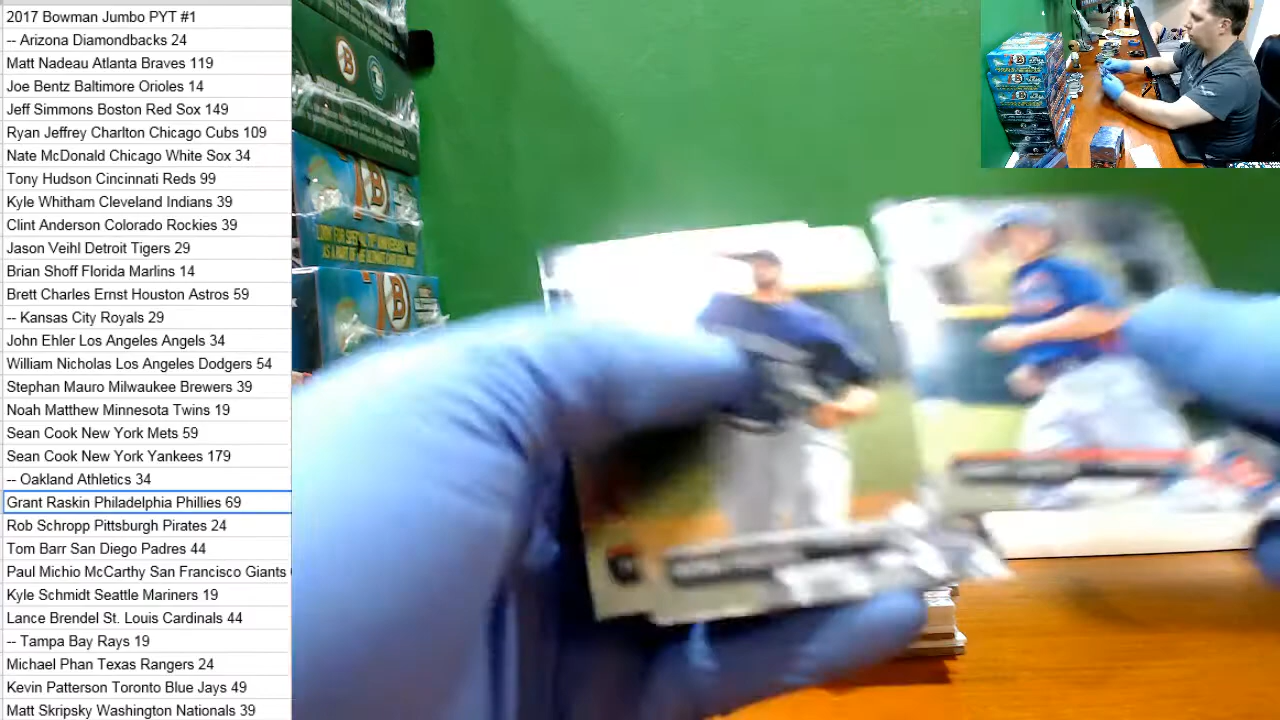 2017 Bowman Jumbo PYT #1
-- Arizona Diamondbacks 24
Matt Nadeau Atlanta Braves 119
Joe Bentz Baltimore Orioles 14
Jeff Simmons Boston Red Sox 149
Ryan Jeffrey Charlton Chicago Cubs 109
Nate McDonald Chicago White Sox 34
Tony Hudson Cincinnati Reds 99
Kyle Whitham Cleveland Indians 39
Clint Anderson Colorado Rockies 39
Jason Veihl Detroit Tigers 29
Brian Shoff Florida Marlins 14
Brett Charles Ernst Houston Astros 59
-- Kansas City Royals 29
John Ehler Los Angeles Angels 34
William Nicholas Los Angeles Dodgers 54
Stephan Mauro Milwaukee Brewers 39
Noah Matthew Minnesota Twins 19
Sean Cook New York Mets 59
Sean Cook New York Yankees 179
-- Oakland Athletics 34
Grant Raskin Philadelphia Phillies 69
Rob Schropp Pittsburgh Pirates 24
Tom Barr San Diego Padres 44
Paul Michio McCarthy San Francisco Giants
Kyle Schmidt Seattle Mariners 19
Lance Brendel St. Louis Cardinals 44
-- Tampa Bay Rays 19
Michael Phan Texas Rangers 24
Kevin Patterson Toronto Blue Jays 49
Matt Skripsky Washington Nationals 39
B
B
B